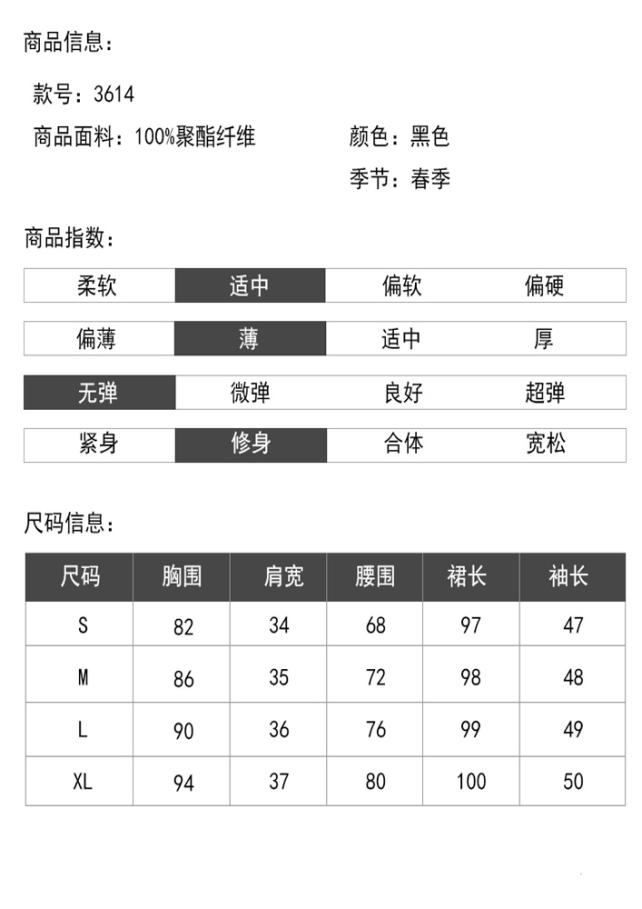 商品信息：
款号：3614
商品面料：100%聚酯纤维 颜色：黑色
季节：春季
商品指数：
柔软 适中 偏软 偏硬
偏薄 薄 适中 厚
无弹 微弹 良好 超弹
紧身 修身 合体 宽松
尺码信息：
尺码 胸围 肩宽 腰围 裙长 袖长
S 82 34 68 97 47
M 86 35 72 98 48
L 90 36 76 99 49
XL 94 37 80 100 50